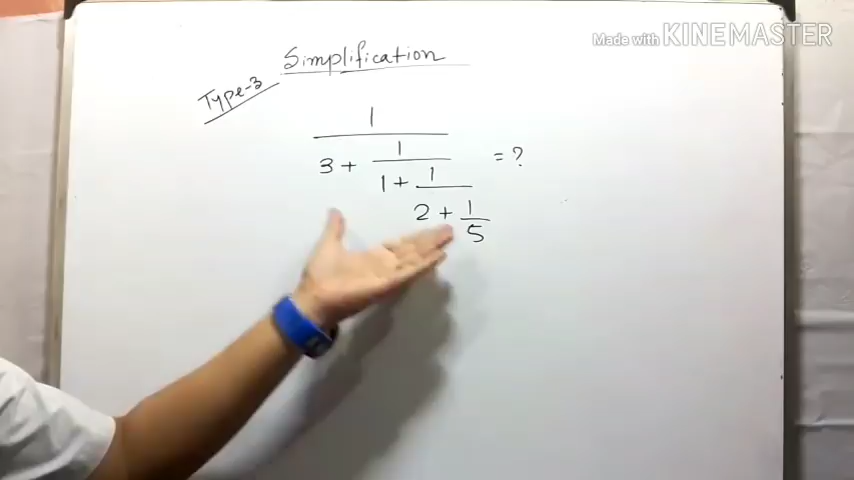 Made with KINEMASTER
Simplification
Type-3
1
3 + 1 = ?
1 + 1
2 + 1
5